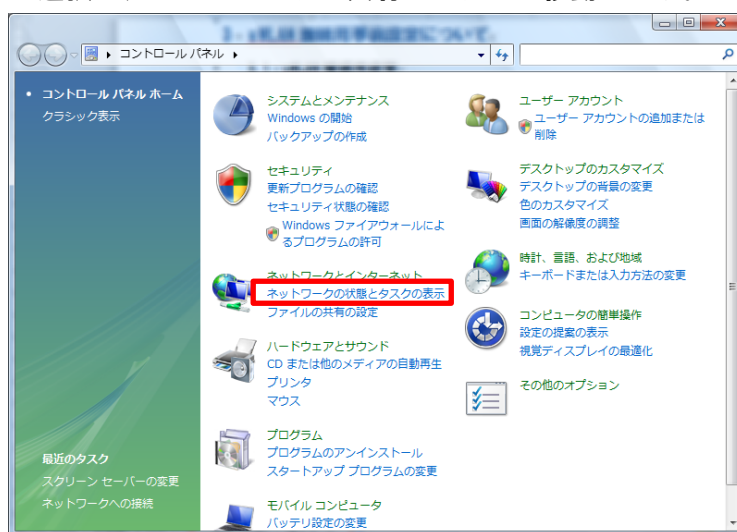 コントロール パネル
コントロール パネル ホーム
クラシック表示
システムとメンテナンス
Windows の開始
バックアップの作成
セキュリティ
更新プログラムの確認
セキュリティ状態の確認
Windows ファイアウォールによ
るプログラムの許可
ネットワークとインターネット
ネットワークの状態とタスクの表示
ファイルの共有の設定
ハードウェアとサウンド
CD または他のメディアの自動再生
プリンタ
マウス
プログラム
プログラムのアンインストール
スタートアップ プログラムの変更
モバイル コンピュータ
バッテリ設定の変更
ユーザー アカウント
ユーザー アカウントの追加または
削除
デスクトップのカスタマイズ
デスクトップの背景の変更
色のカスタマイズ
画面の解像度の調整
時計、言語、および地域
キーボードまたは入力方法の変更
コンピュータの簡単操作
設定の提案の表示
視覚ディスプレイの最適化
その他のオプション
最近のタスク
スクリーン セーバーの変更
ネットワークへの接続